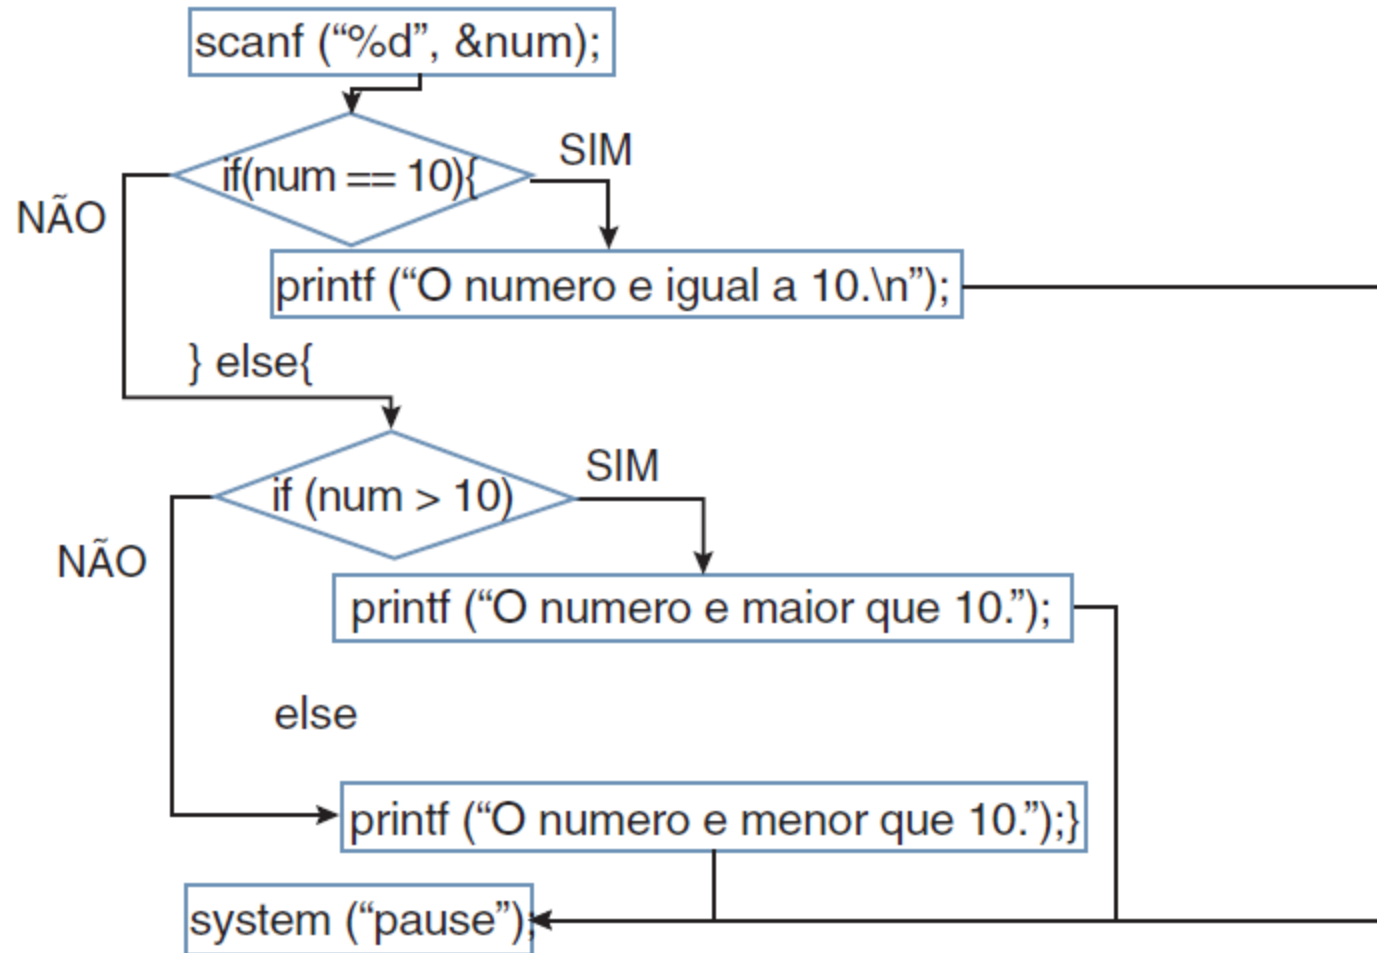 scanf (“%d”, &num);
if(num == 10){
SIM
NÃO
printf (“O numero e igual a 10.\n”);
} else{
if (num > 10)
SIM
NÃO
printf (“O numero e maior que 10.”);
else
printf (“O numero e menor que 10.”);}
system (“pause”);